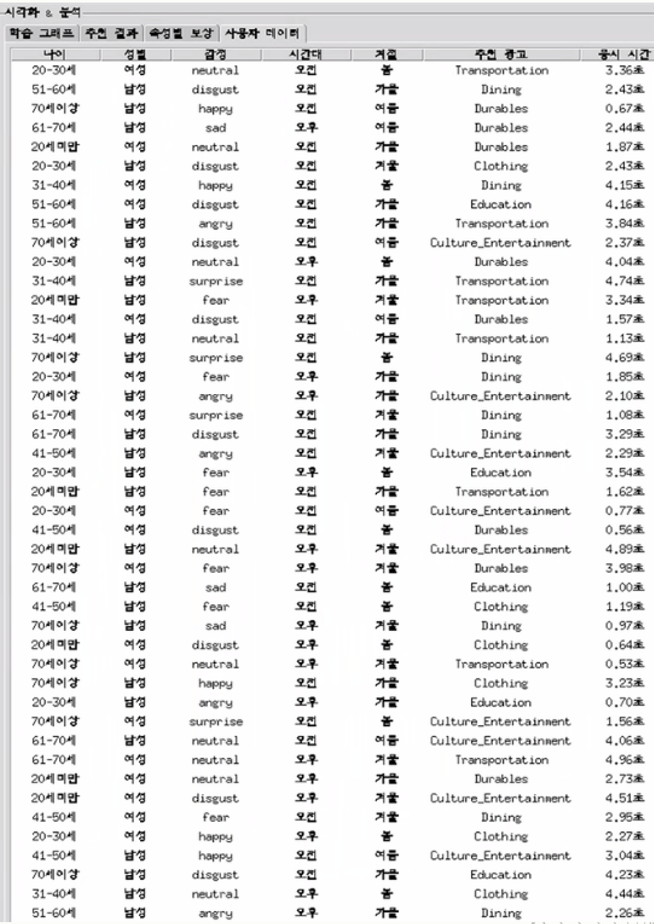 시각화 & 분석
학습 그래프 추천 결과 속성별 보상 사용자 데이터
나이 성별 감정 시간대 계절 추천 광고 응시 시간
20-30세 여성 neutral 오전 봄 Transportation 3.36초
51-60세 남성 disgust 오전 가을 Dining 2.43초
70세이상 남성 happy 오전 여름 Durables 0.67초
61-70세 남성 sad 오후 여름 Durables 2.44초
20세미만 여성 neutral 오전 가을 Durables 1.87초
20-30세 남성 disgust 오전 겨울 Clothing 2.43초
31-40세 여성 happy 오전 봄 Dining 4.15초
51-60세 여성 disgust 오전 가을 Education 4.16초
51-60세 남성 angry 오전 가을 Transportation 3.84초
70세이상 남성 disgust 오전 여름 Culture_Entertainment 2.37초
20-30세 여성 neutral 오후 봄 Durables 4.04초
31-40세 남성 surprise 오전 가을 Transportation 4.74초
20세미만 남성 fear 오후 겨울 Transportation 3.34초
31-40세 여성 disgust 오전 여름 Durables 1.57초
31-40세 남성 neutral 오전 가을 Transportation 1.13초
70세이상 남성 surprise 오전 봄 Dining 4.69초
20-30세 여성 fear 오후 가을 Dining 1.85초
70세이상 남성 angry 오후 가을 Culture_Entertainment 2.10초
61-70세 여성 surprise 오전 겨울 Dining 1.08초
61-70세 남성 disgust 오전 가을 Dining 3.29초
41-50세 남성 angry 오전 겨울 Culture_Entertainment 2.29초
20-30세 남성 fear 오후 봄 Education 3.54초
20세미만 남성 fear 오전 가을 Transportation 1.62초
20-30세 여성 fear 오전 여름 Culture_Entertainment 0.77초
41-50세 여성 disgust 오전 봄 Durables 0.56초
20세미만 남성 neutral 오후 겨울 Culture_Entertainment 4.89초
70세이상 여성 fear 오후 겨울 Durables 3.98초
61-70세 남성 sad 오전 봄 Education 1.00초
41-50세 남성 fear 오전 봄 Clothing 1.19초
70세이상 남성 sad 오후 겨울 Dining 0.97초
20세미만 여성 disgust 오후 봄 Clothing 0.64초
70세이상 여성 neutral 오후 겨울 Transportation 0.53초
70세이상 남성 happy 오전 가을 Clothing 3.23초
20-30세 여성 angry 오후 가을 Education 0.70초
70세이상 여성 surprise 오전 봄 Culture_Entertainment 1.56초
61-70세 여성 neutral 오전 여름 Culture_Entertainment 4.06초
61-70세 여성 neutral 오후 겨울 Transportation 4.96초
20세미만 여성 neutral 오후 가을 Durables 2.73초
20세미만 여성 disgust 오후 겨울 Culture_Entertainment 4.51초
41-50세 여성 fear 오전 겨울 Dining 2.95초
20-30세 여성 happy 오후 봄 Clothing 2.27초
41-50세 남성 happy 오전 여름 Culture_Entertainment 3.04초
70세이상 남성 disgust 오전 가을 Education 4.23초
31-40세 남성 neutral 오후 봄 Clothing 4.44초
51-60세 남성 angry 오후 가을 Dining 2.26초